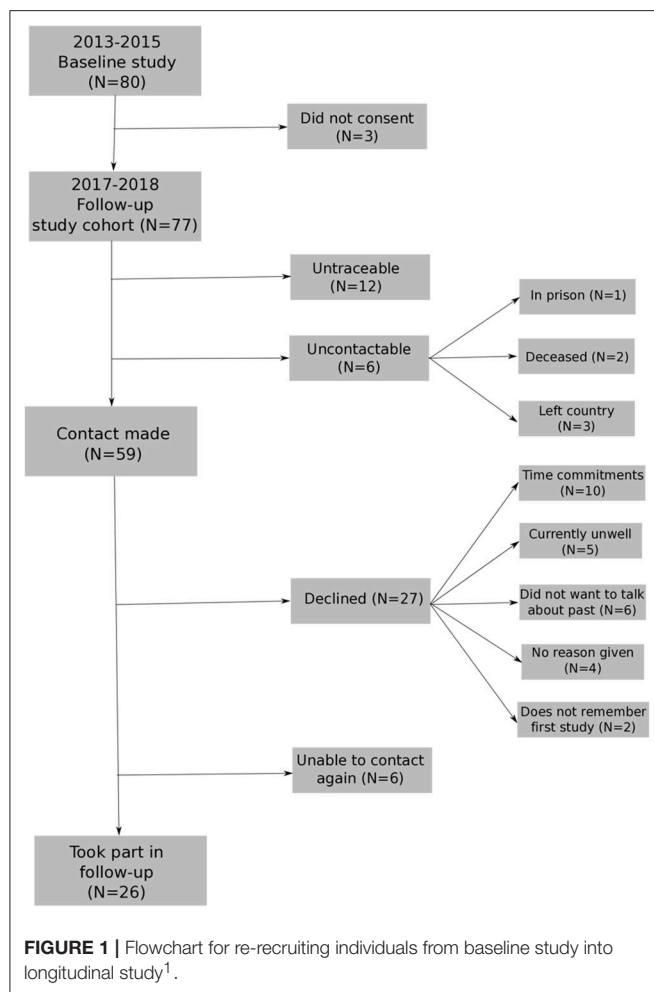 2013-2015
Baseline study
(N=80)
Did not consent
(N=3)
2017-2018
Follow-up
study cohort (N=77)
Untraceable
(N=12)
Uncontactable
(N=6)
In prison (N=1)
Deceased (N=2)
Left country
(N=3)
Contact made
(N=59)
Declined (N=27)
Time commitments
(N=10)
Currently unwell
(N=5)
Did not want to talk
about past (N=6)
No reason given
(N=4)
Does not remember
first study (N=2)
Unable to contact
again (N=6)
Took part in
follow-up
(N=26)
FIGURE 1 | Flowchart for re-recruiting individuals from baseline study into
longitudinal study¹.